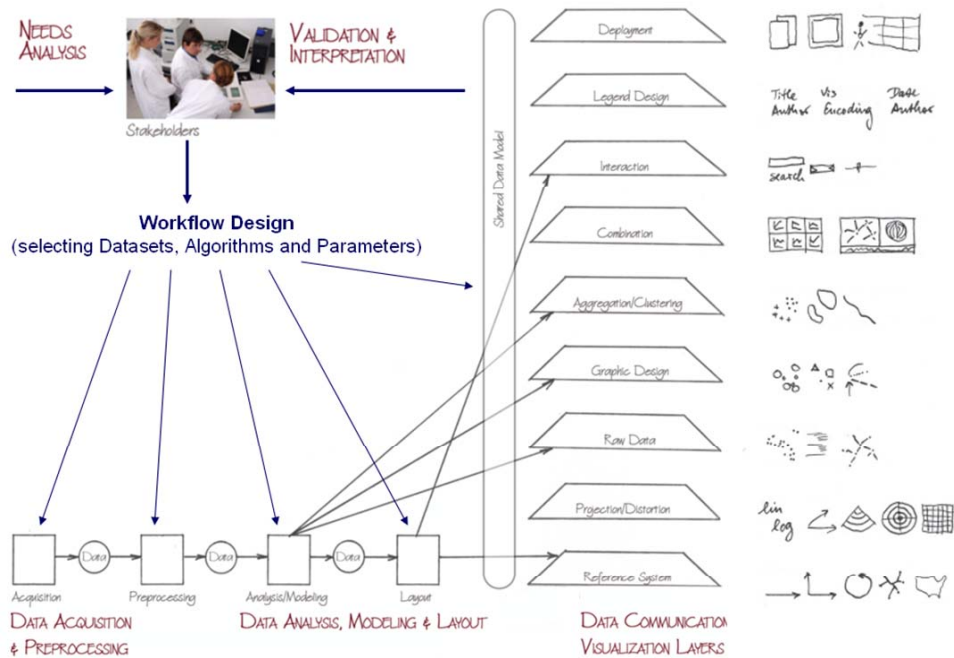 NEEDS
ANALYSIS
VALIDATION &
INTERPRETATION
Stakeholders
Workflow Design
(selecting Datasets, Algorithms and Parameters)
Shared Data Model
Deployment
Legend Design
Title Vis Date
Author Encoding Author
Interaction
search
Combination
Aggregation/Clustering
Graphic Design
Raw Data
Projection/Distortion
lin
log
Reference System
Data
Data
Data
Acquisition
Preprocessing
Analysis/Modeling
Layout
DATA ACQUISITION
& PREPROCESSING
DATA ANALYSIS, MODELING & LAYOUT
DATA COMMUNICATION
VISUALIZATION LAYERS